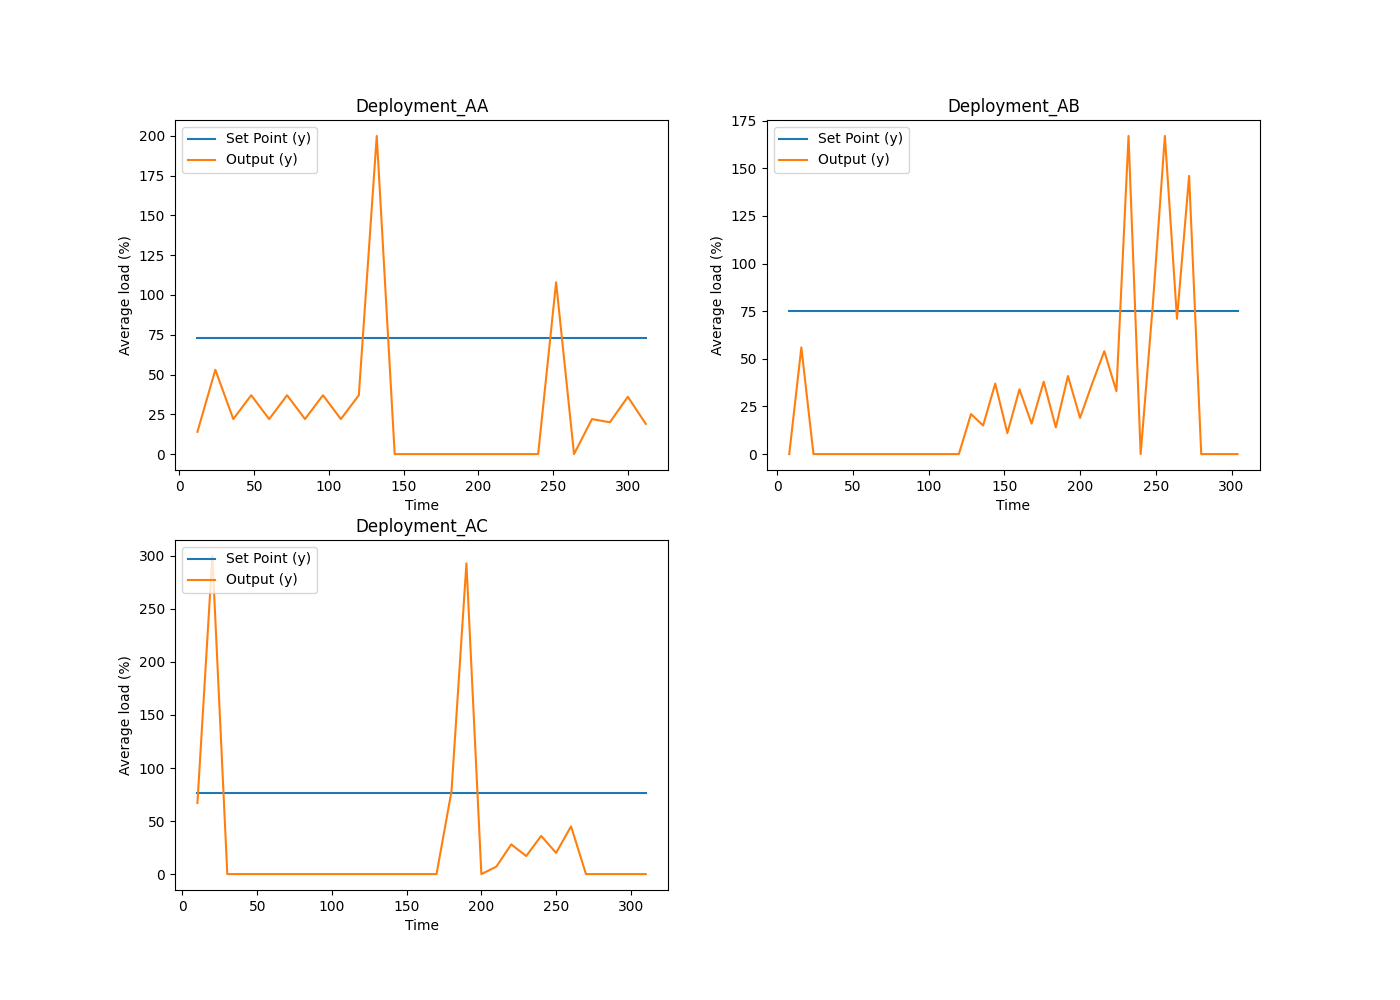 Deployment_AA
Set Point (y)
Output (y)
Average load (%)
200
175
150
125
100
75
50
25
0
0 50 100 150 200 250 300
Time
Deployment_AB
Set Point (y)
Output (y)
Average load (%)
175
150
125
100
75
50
25
0
0 50 100 150 200 250 300
Time
Deployment_AC
Set Point (y)
Output (y)
Average load (%)
300
250
200
150
100
50
0
0 50 100 150 200 250 300
Time